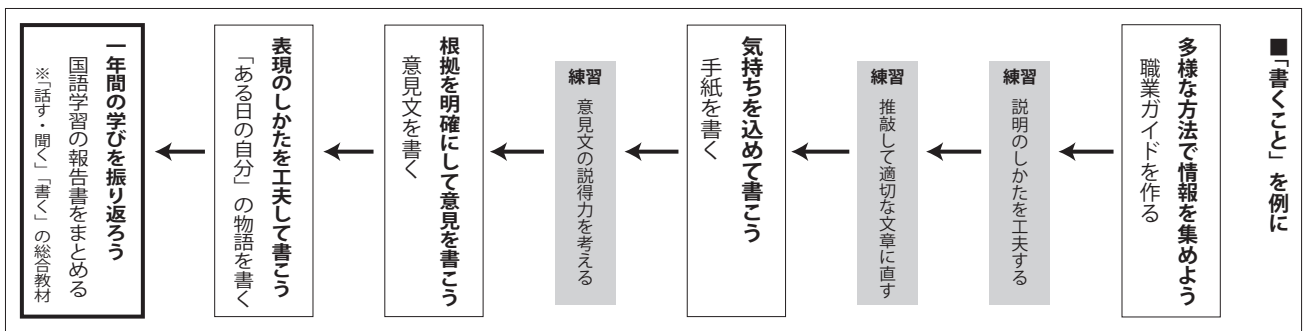 ■「書くこと」を例に
多様な方法で情報を集めよう
職業ガイドを作る
練習 説明のしかたを工夫する
練習 推敲して適切な文章に直す
気持ちを込めて書こう
手紙を書く
練習 意見文の説得力を考える
根拠を明確にして意見を書こう
意見文を書く
表現のしかたを工夫して書こう
「ある日の自分」の物語を書く
一年間の学びを振り返ろう
国語学習の報告書をまとめる
※「話す・聞く」「書く」の総合教材